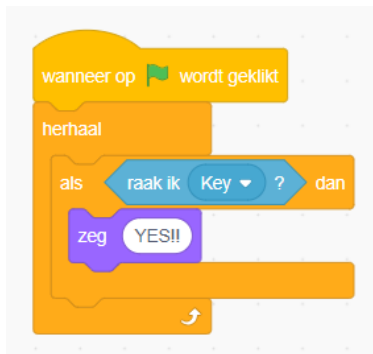 wanneer op wordt geklikt
herhaal
als raak ik Key ? dan
zeg YES!!